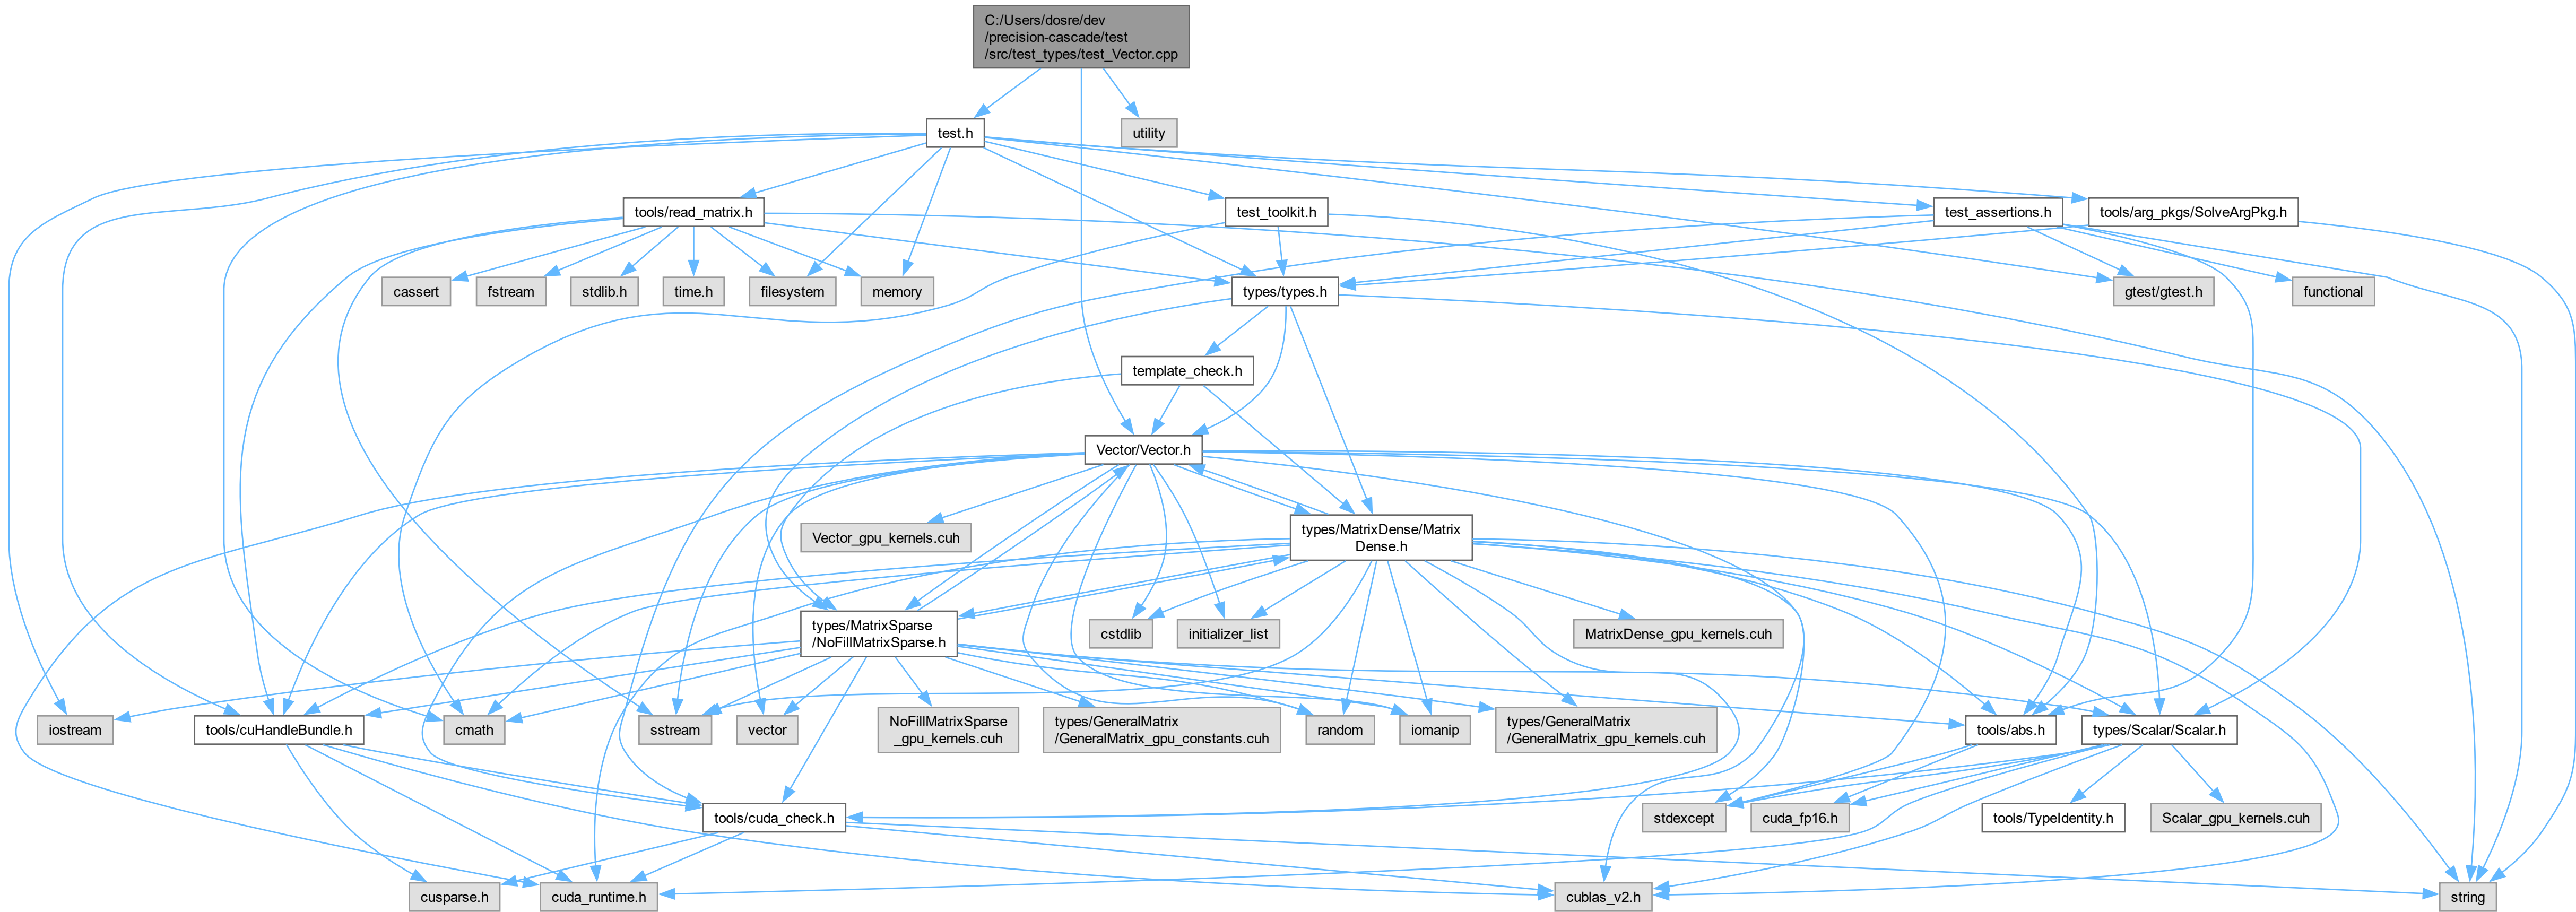 C:/Users/dosre/dev
/precision-cascade/test
/src/test_types/test_Vector.cpp
test.h
utility
tools/read_matrix.h
test_toolkit.h
test_assertions.h
tools/arg_pkgs/SolveArgPkg.h
cassert
fstream
stdlib.h
time.h
filesystem
memory
types/types.h
gtest/gtest.h
functional
template_check.h
Vector/Vector.h
Vector_gpu_kernels.cuh
types/MatrixDense/Matrix
Dense.h
types/MatrixSparse
/NoFillMatrixSparse.h
cstdlib
initializer_list
MatrixDense_gpu_kernels.cuh
iostream
tools/cuHandleBundle.h
cmath
sstream
vector
NoFillMatrixSparse
_gpu_kernels.cuh
types/GeneralMatrix
/GeneralMatrix_gpu_constants.cuh
random
iomanip
types/GeneralMatrix
/GeneralMatrix_gpu_kernels.cuh
tools/abs.h
types/Scalar/Scalar.h
tools/cuda_check.h
stdexcept
cuda_fp16.h
tools/TypeIdentity.h
Scalar_gpu_kernels.cuh
cusparse.h
cuda_runtime.h
cublas_v2.h
string